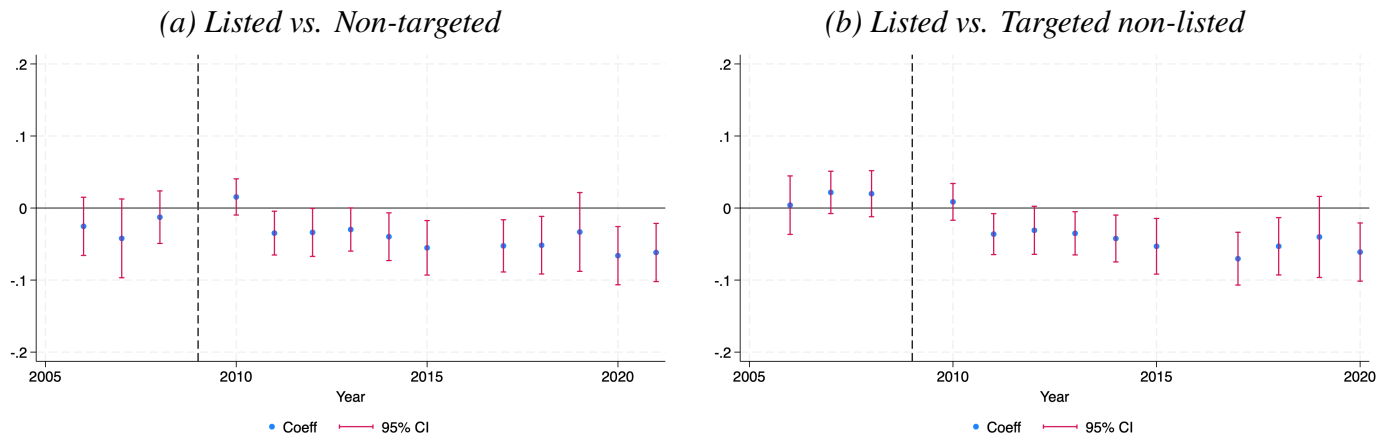 (a) Listed vs. Non-targeted
.2
.1
0
-.1
-.2
2005 2010 2015 2020
Year
Coeff 95% CI
(b) Listed vs. Targeted non-listed
.2
.1
0
-.1
-.2
2005 2010 2015 2020
Year
Coeff 95% CI